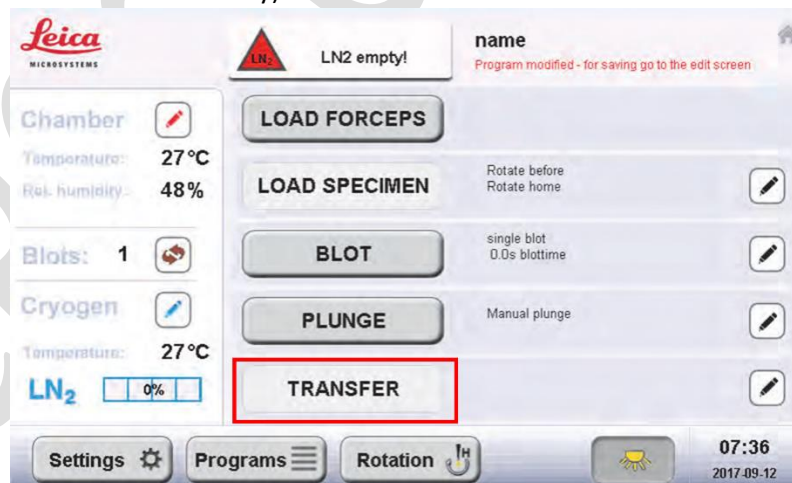 Leica
MICROSYSTEMS
LN₂
LN2 empty!
name
Program modified - for saving go to the edit screen
Chamber
Temperature: 27°C
Rel. humidity: 48%
Blots: 1
Cryogen
Temperature: 27°C
LN₂ 0%
LOAD FORCEPS
LOAD SPECIMEN
Rotate before
Rotate home
BLOT
single blot
0.0s blottime
PLUNGE
Manual plunge
TRANSFER
Settings
Programs
Rotation H
07:36
2017-09-12